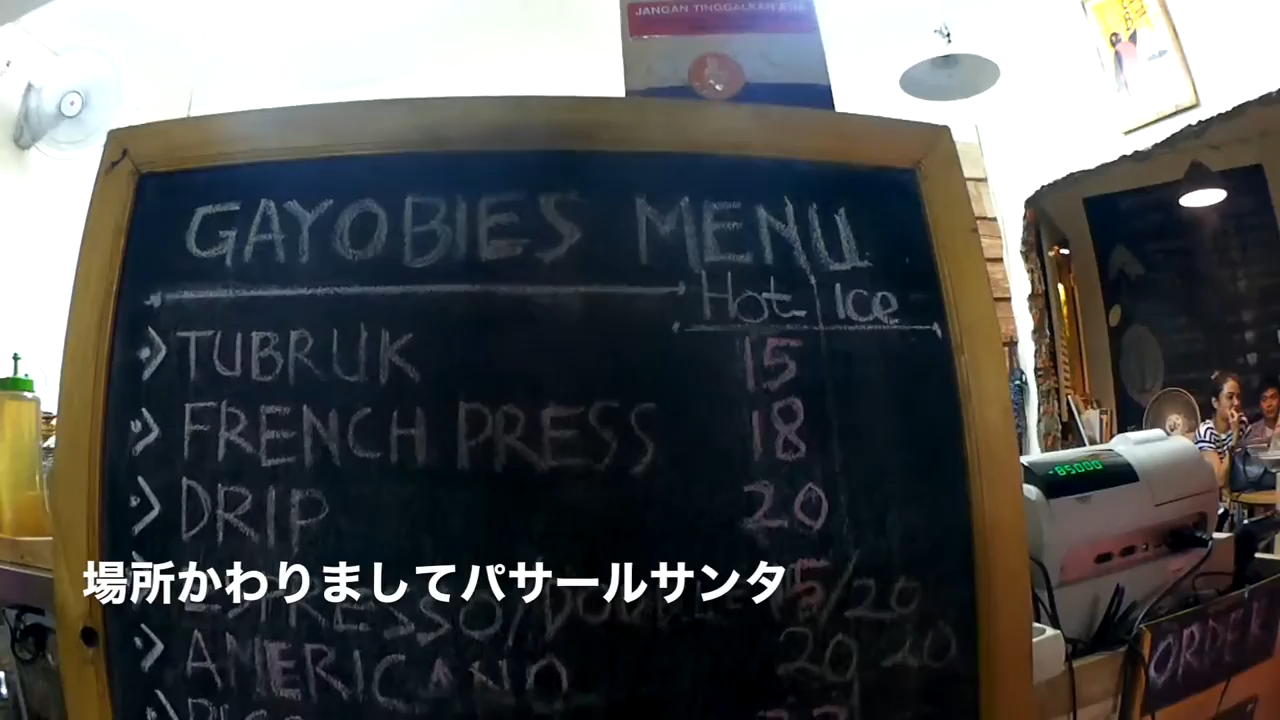 JANGAN TINGGALKAN
GAYOBIES MENU
Hot Ice
TUBRUK 15
FRENCH PRESS 18
DRIP 20
場所かわりましてパサールサンタ
15/20
AMERICANO 20 20
-85000
ORDER